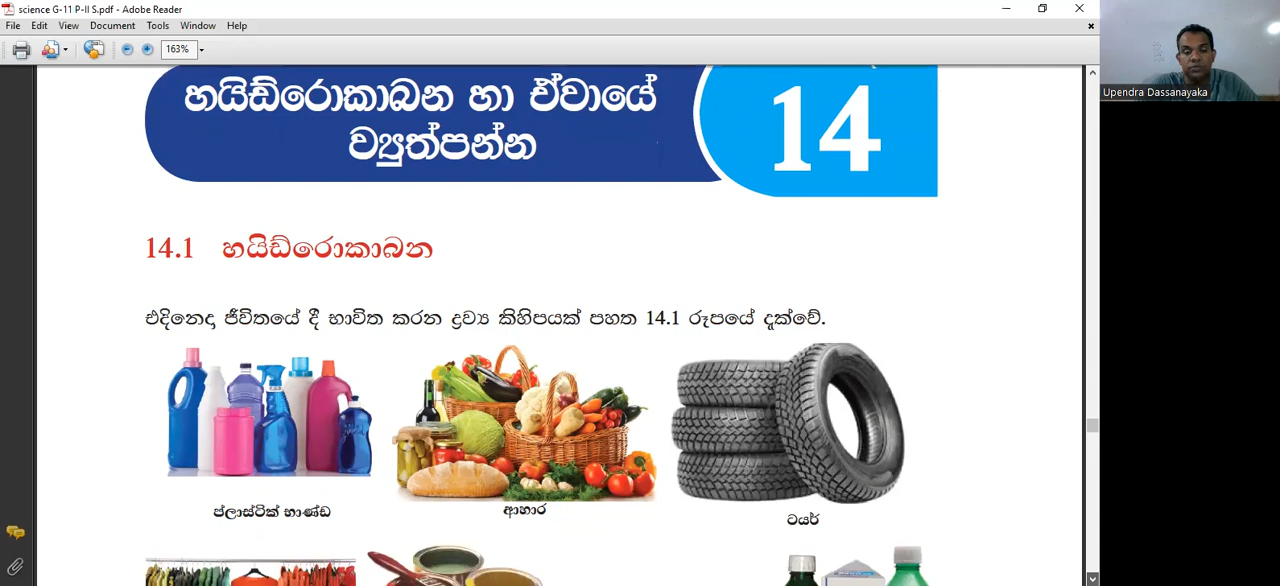 science G-11 P-II S.pdf - Adobe Reader
File Edit View Document Tools Window Help
163%
Upendra Dassanayaka
හයිඩ්‍රොකාබන හා ඒවායේ
ව්‍යුත්පන්න
14
14.1 හයිඩ්‍රොකාබන
එදිනෙදා ජීවිතයේ දී භාවිත කරන ද්‍රව්‍ය කිහිපයක් පහත 14.1 රූපයේ දැක්වේ.
ප්ලාස්ටික් භාණ්ඩ
ආහාර
ටයර්